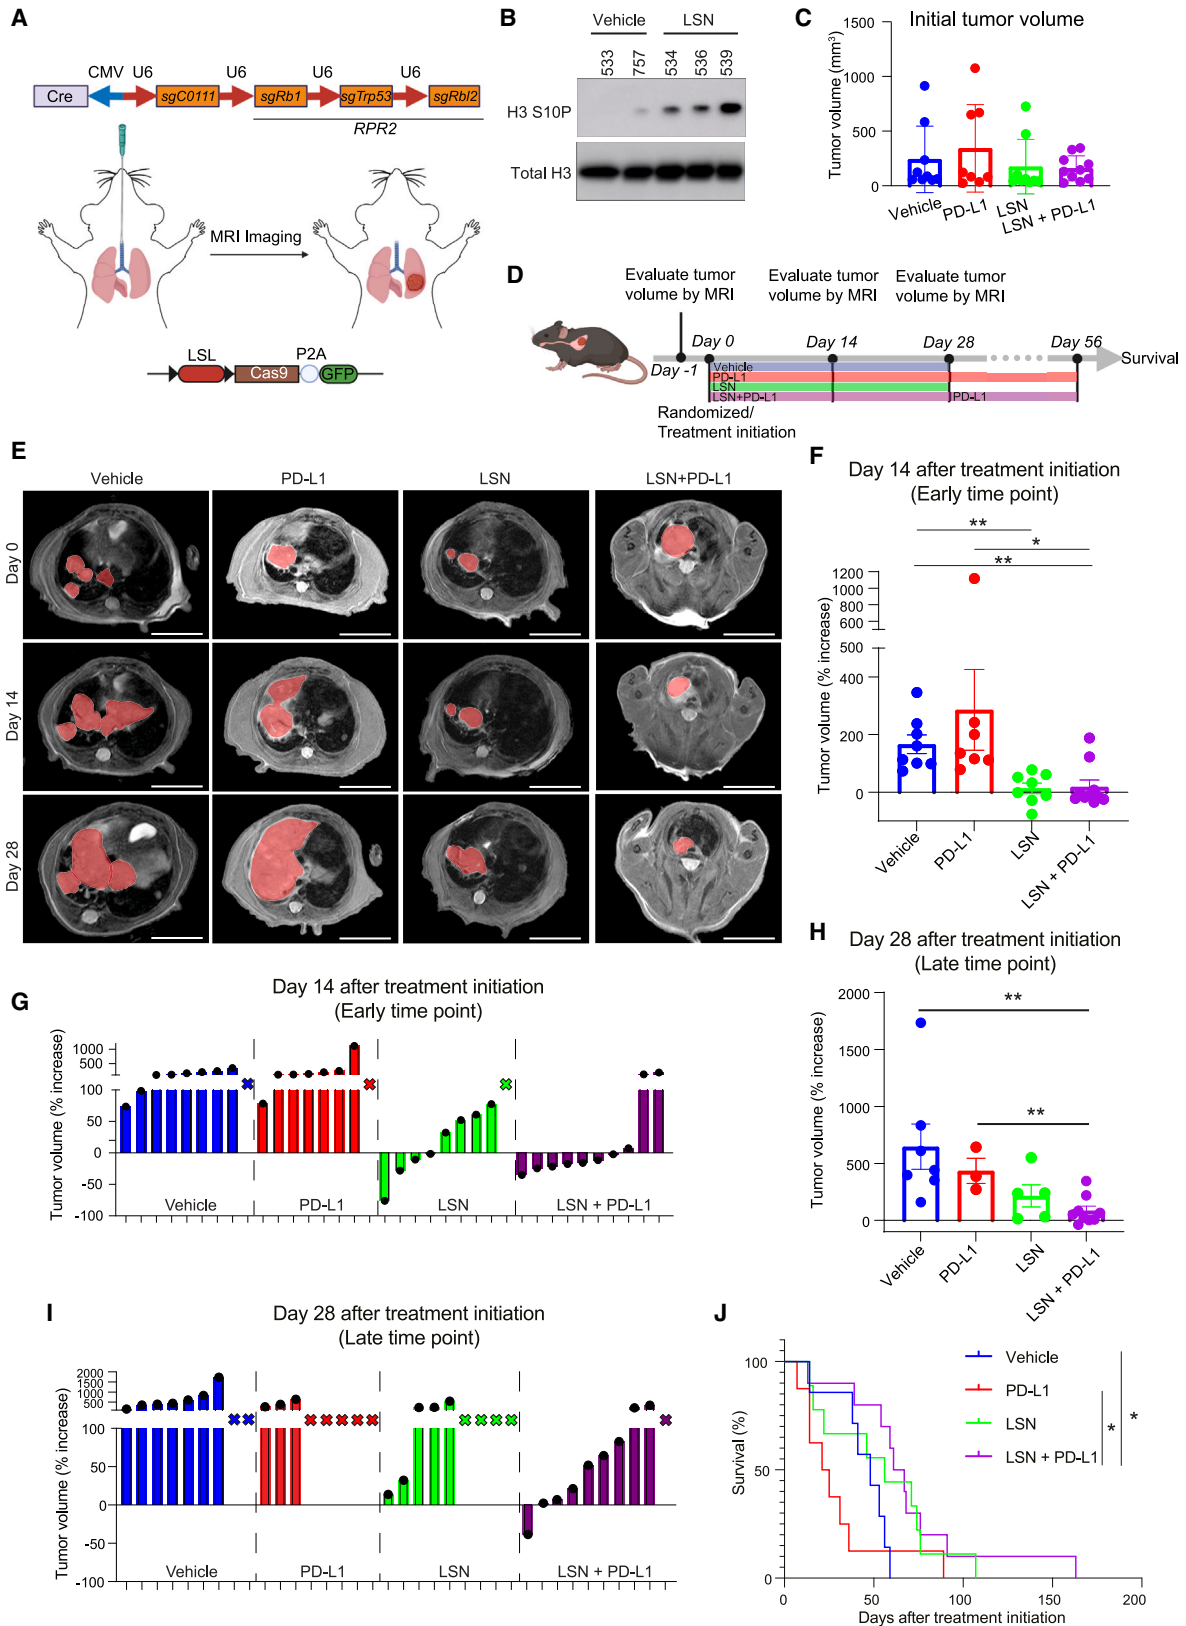 A
CMV U6 U6 U6 U6
Cre sgC0111 sgRb1 sgTrp53 sgRbl2
RPR2
MRI Imaging
LSL P2A
Cas9 GFP
B
Vehicle LSN
533 757 534 536 539
H3 S10P
Total H3
C
Initial tumor volume
Tumor volume (mm³)
1500
1000
500
0
Vehicle PD-L1 LSN LSN + PD-L1
D
Evaluate tumor volume by MRI
Evaluate tumor volume by MRI
Evaluate tumor volume by MRI
Day -1 Day 0 Day 14 Day 28 Day 56
Survival
Vehicle
PD-L1
LSN
LSN+PD-L1 PD-L1
Randomized/
Treatment initiation
E
Vehicle PD-L1 LSN LSN+PD-L1
Day 0
Day 14
Day 28
F
Day 14 after treatment initiation
(Early time point)
**
*
**
Tumor volume (% increase)
1200
1000
800
600
500
400
200
0
Vehicle PD-L1 LSN LSN + PD-L1
G
Day 14 after treatment initiation
(Early time point)
Tumor volume (% increase)
1000
500
100
50
0
-50
-100
Vehicle PD-L1 LSN LSN + PD-L1
H
Day 28 after treatment initiation
(Late time point)
**
**
Tumor volume (% increase)
2000
1500
1000
500
0
Vehicle PD-L1 LSN LSN + PD-L1
I
Day 28 after treatment initiation
(Late time point)
Tumor volume (% increase)
2000
1500
1000
500
100
50
0
-50
-100
Vehicle PD-L1 LSN LSN + PD-L1
J
Vehicle
PD-L1
LSN
LSN + PD-L1
*
*
Survival (%)
100
50
0
0 50 100 150 200
Days after treatment initiation